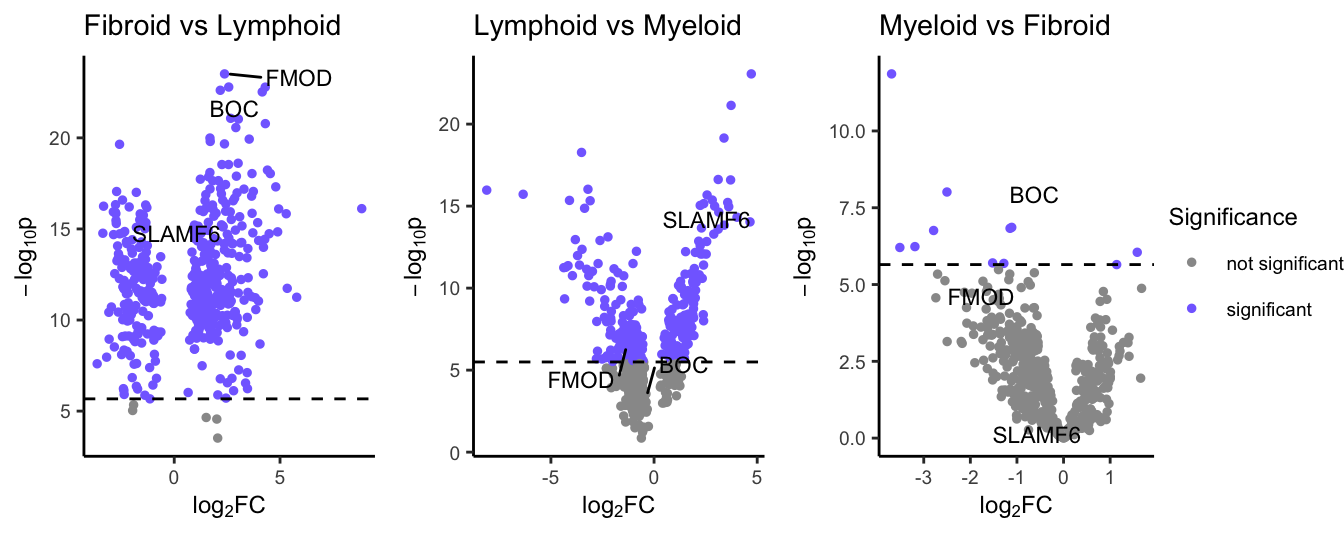 Fibroid vs Lymphoid
FMOD
BOC
SLAMF6
20
15
10
5
−log₁₀p
0
5
log₂FC
Lymphoid vs Myeloid
SLAMF6
FMOD
BOC
20
15
10
5
0
−log₁₀p
-5
0
5
log₂FC
Myeloid vs Fibroid
BOC
FMOD
SLAMF6
10.0
7.5
5.0
2.5
0.0
−log₁₀p
-3
-2
-1
0
1
log₂FC
Significance
not significant
significant